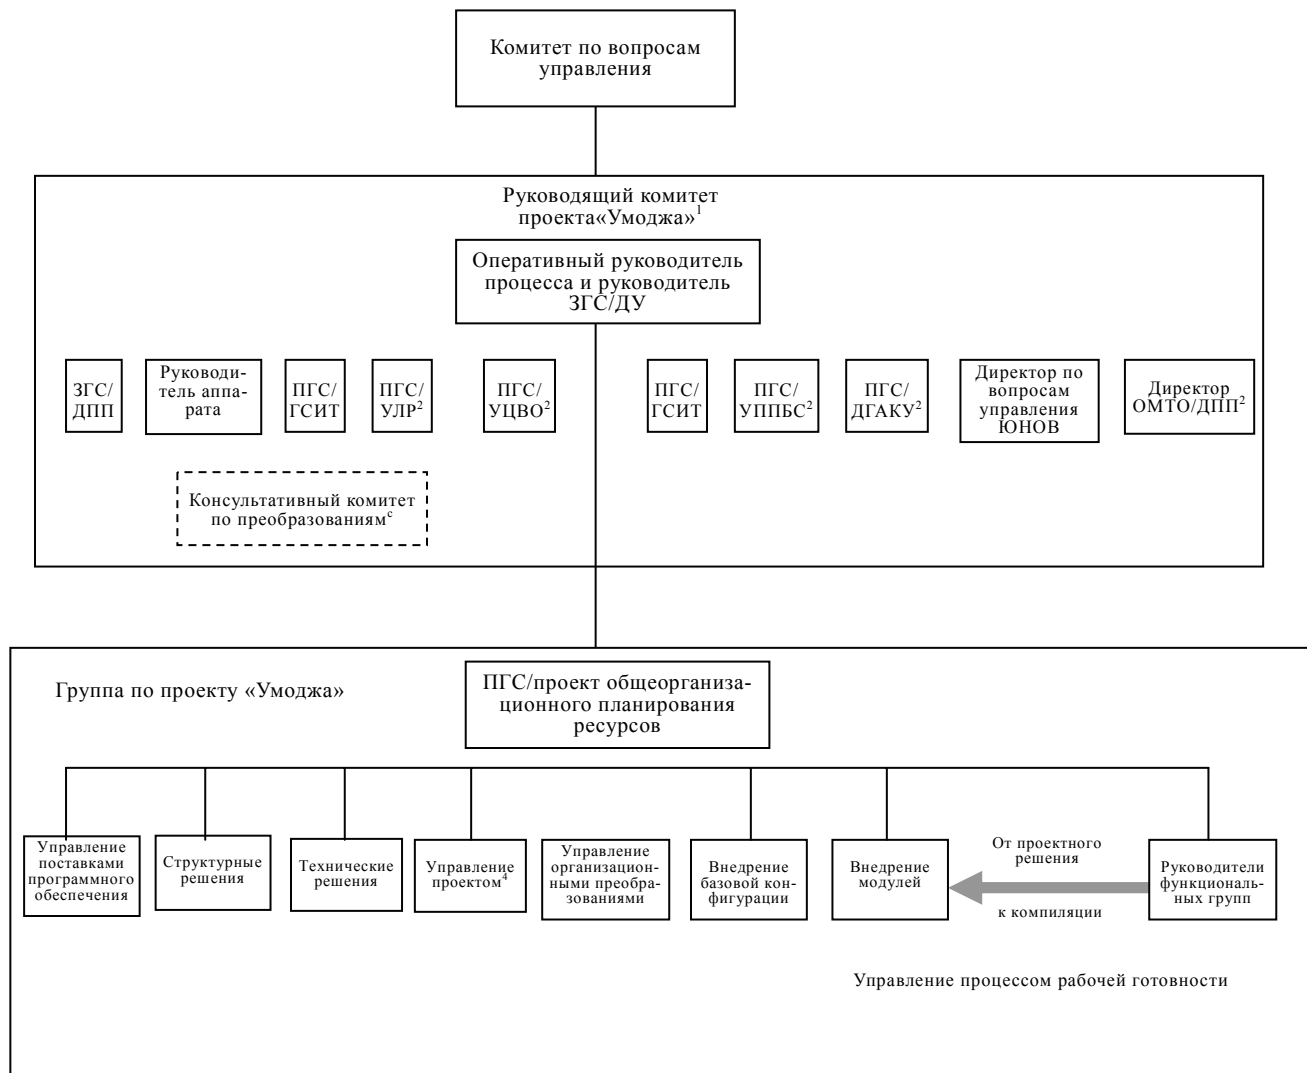 Комитет по вопросам
управления
Руководящий комитет
проекта«Умоджа»¹
Оперативный руководитель
процесса и руководитель
ЗГС/ДУ
ЗГС/
ДПП
Руководи-
тель аппа-
рата
ПГС/
ГСИТ
ПГС/
УЛР²
ПГС/
УЦВО²
ПГС/
ГСИТ
ПГС/
УППБС²
ПГС/
ДГАКУ²
Директор по
вопросам
управления
ЮНОВ
Директор
ОМТО/ДПП²
Консультативный комитет
по преобразованиямᶜ
Группа по проекту «Умоджа»
ПГС/проект общеорганиза-
ционного планирования
ресурсов
Управление
поставками
программного
обеспечения
Структурные
решения
Технические
решения
Управление
проектом⁴
Управление
организацион-
ными преобра-
зованиями
Внедрение
базовой кон-
фигурации
Внедрение
модулей
От проектного
решения
к компиляции
Руководители
функциональ-
ных групп
Управление процессом рабочей готовности